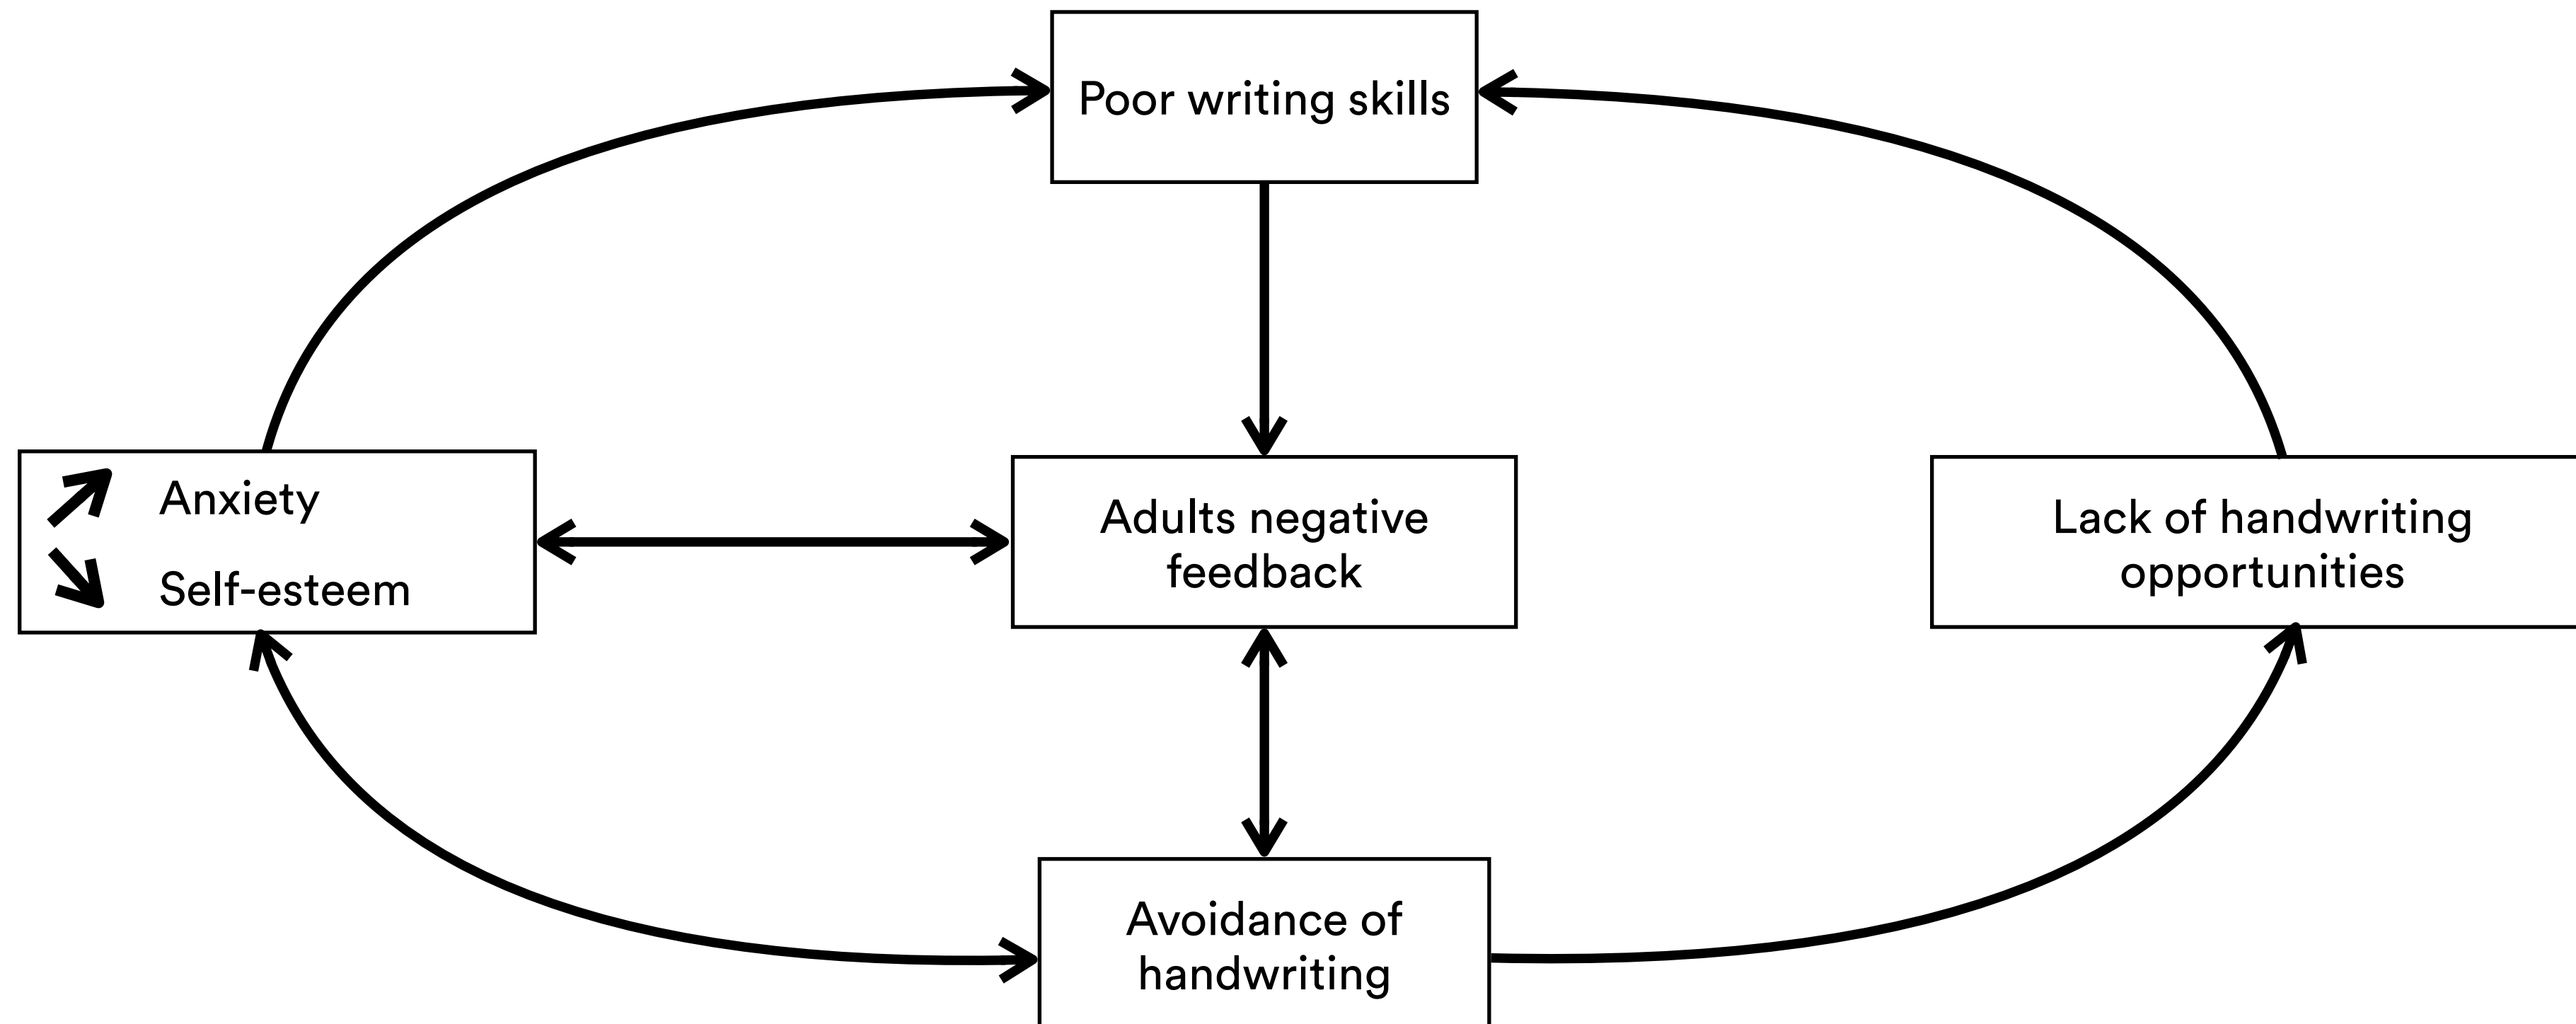 Poor writing skills
Anxiety
Self-esteem
Adults negative
feedback
Lack of handwriting
opportunities
Avoidance of
handwriting